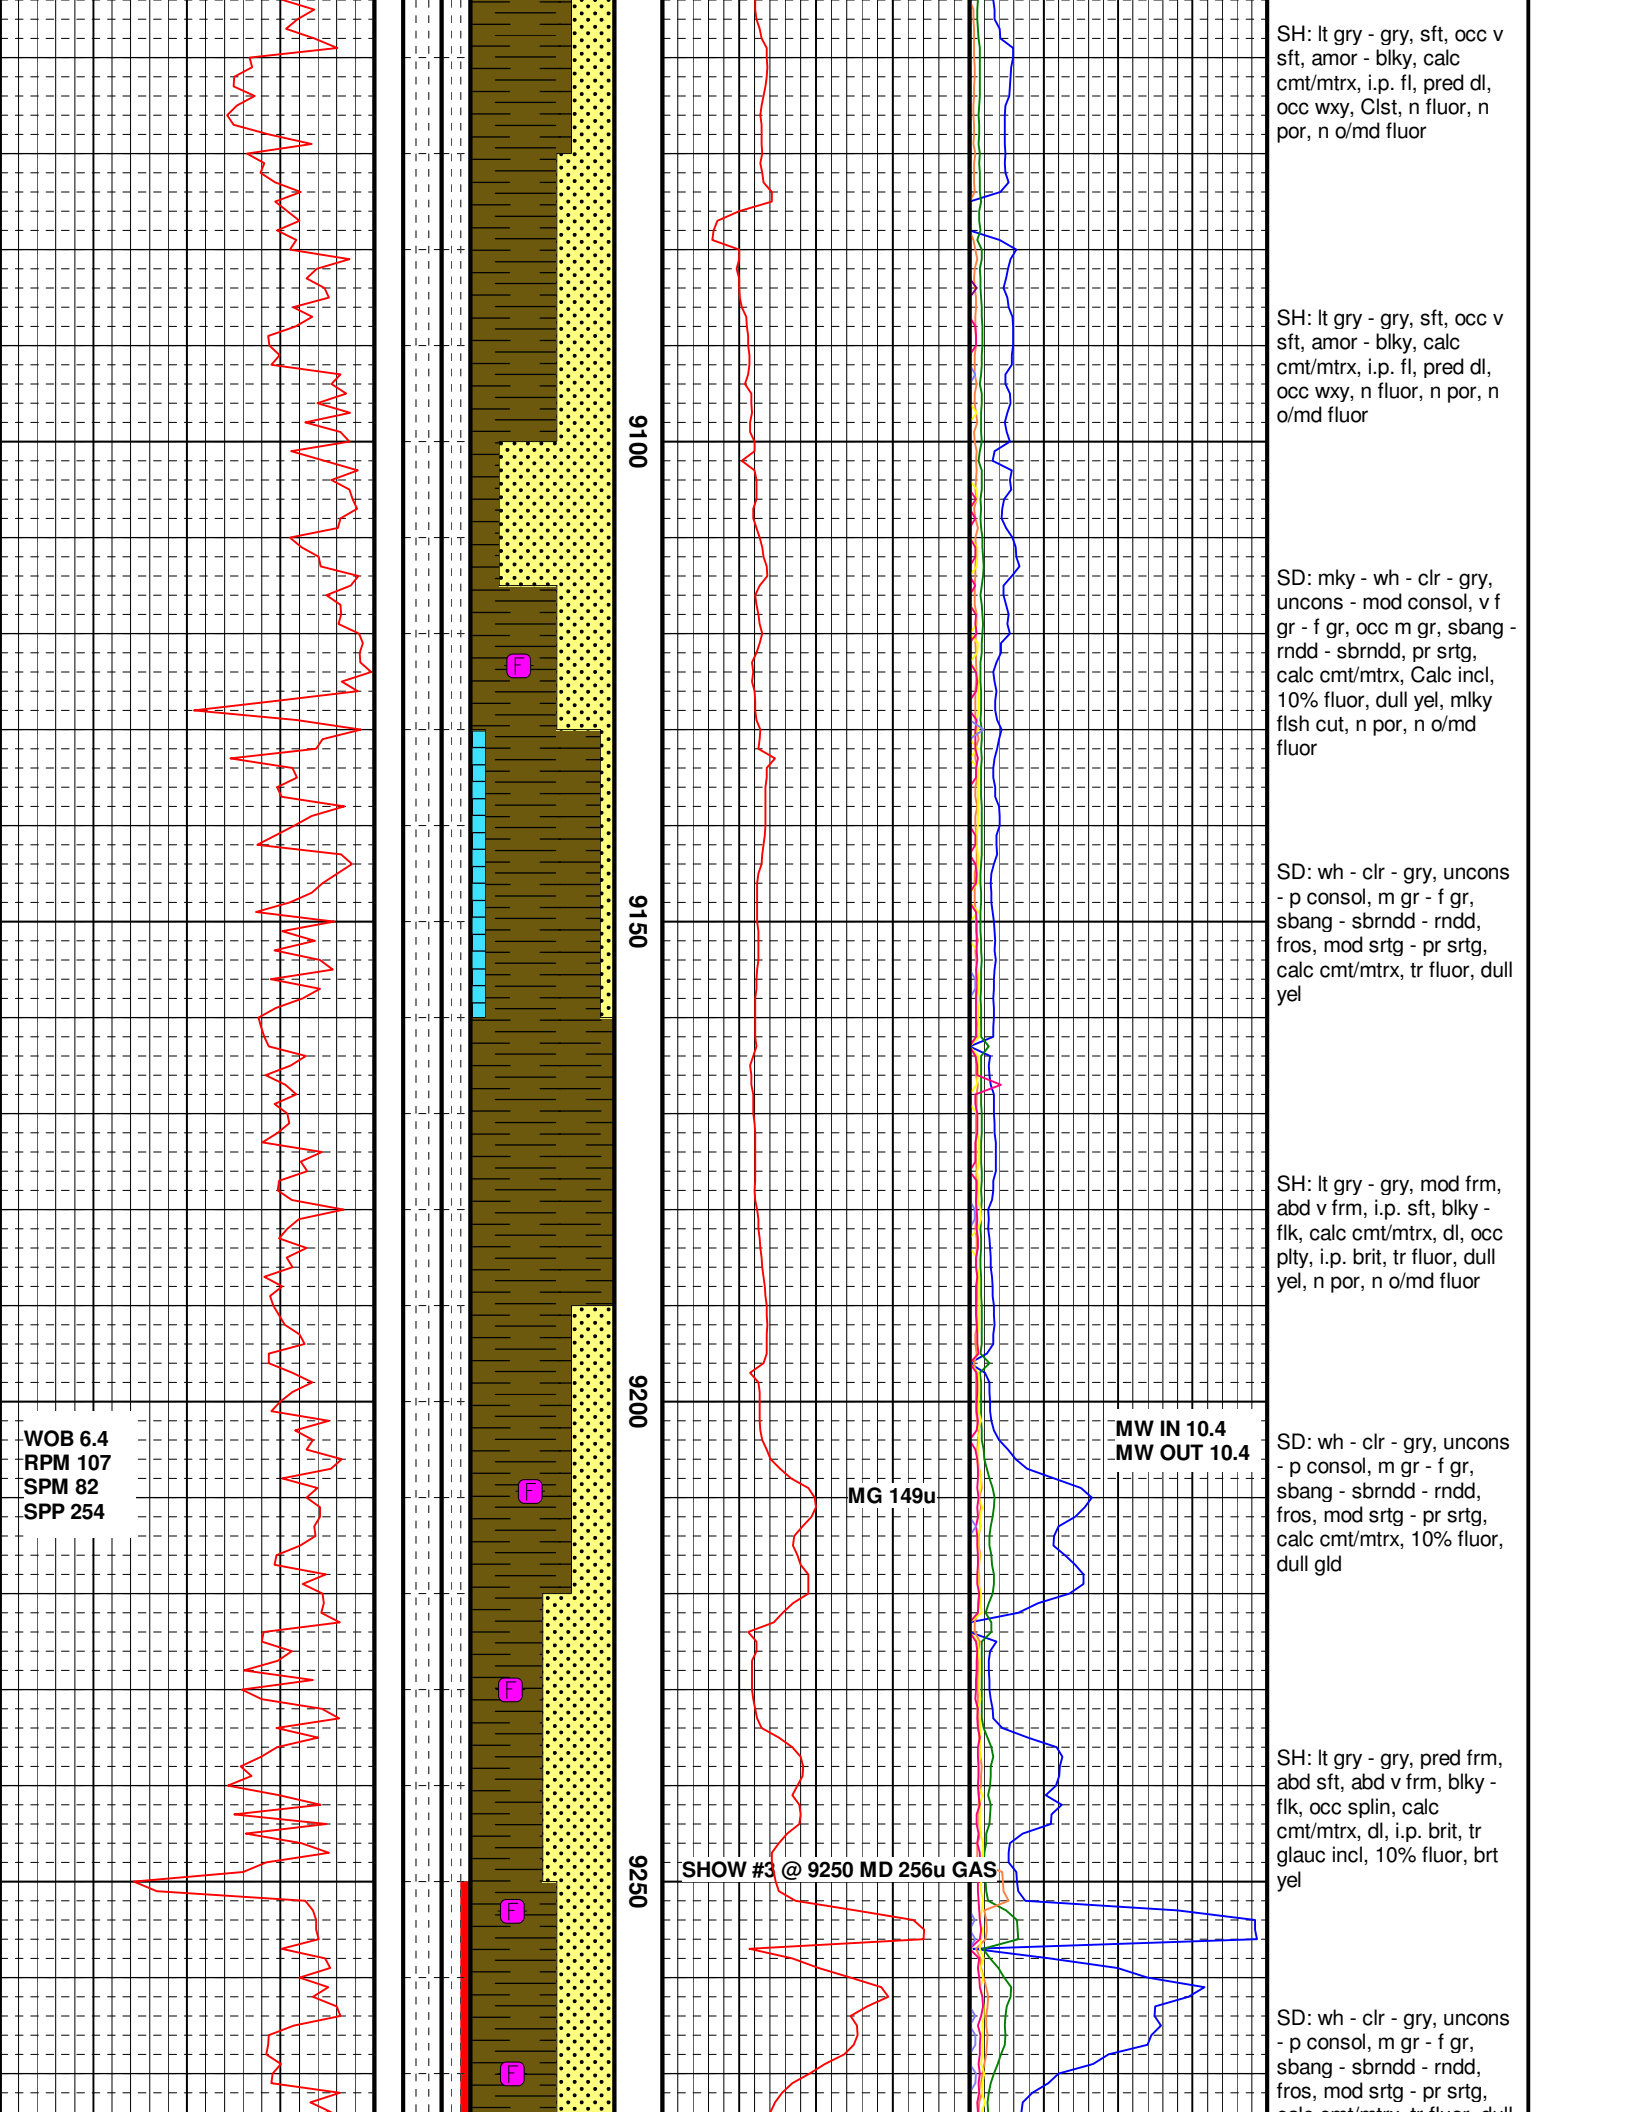 SH: lt gry - gry, sft, occ v
sft, amor - blky, calc
cmt/mtrx, i.p. fl, pred dl,
occ wxy, Clst, n fluor, n
por, n o/md fluor
SH: lt gry - gry, sft, occ v
sft, amor - blky, calc
cmt/mtrx, i.p. fl, pred dl,
occ wxy, n fluor, n por, n
o/md fluor
9100
SD: mky - wh - clr - gry,
uncons - mod consol, v f
gr - f gr, occ m gr, sbang -
rndd - sbrndd, pr srtg,
calc cmt/mtrx, Calc incl,
10% fluor, dull yel, mlky
flsh cut, n por, n o/md
fluor
F
SD: wh - clr - gry, uncons
- p consol, m gr - f gr,
sbang - sbrndd - rndd,
fros, mod srtg - pr srtg,
calc cmt/mtrx, tr fluor, dull
yel
9150
SH: lt gry - gry, mod frm,
abd v frm, i.p. sft, blky -
flk, calc cmt/mtrx, dl, occ
plty, i.p. brit, tr fluor, dull
yel, n por, n o/md fluor
9200
WOB 6.4
RPM 107
SPM 82
SPP 254
MW IN 10.4
MW OUT 10.4
F
MG 149u
SD: wh - clr - gry, uncons
- p consol, m gr - f gr,
sbang - sbrndd - rndd,
fros, mod srtg - pr srtg,
calc cmt/mtrx, 10% fluor,
dull gld
F
SH: lt gry - gry, pred frm,
abd sft, abd v frm, blky -
flk, occ splin, calc
cmt/mtrx, dl, i.p. brit, tr
glauc incl, 10% fluor, brt
yel
9250
SHOW #3 @ 9250 MD 256u GAS
F
SD: wh - clr - gry, uncons
- p consol, m gr - f gr,
sbang - sbrndd - rndd,
fros, mod srtg - pr srtg,
calc cmt/mtrx, tr fluor, dull
F